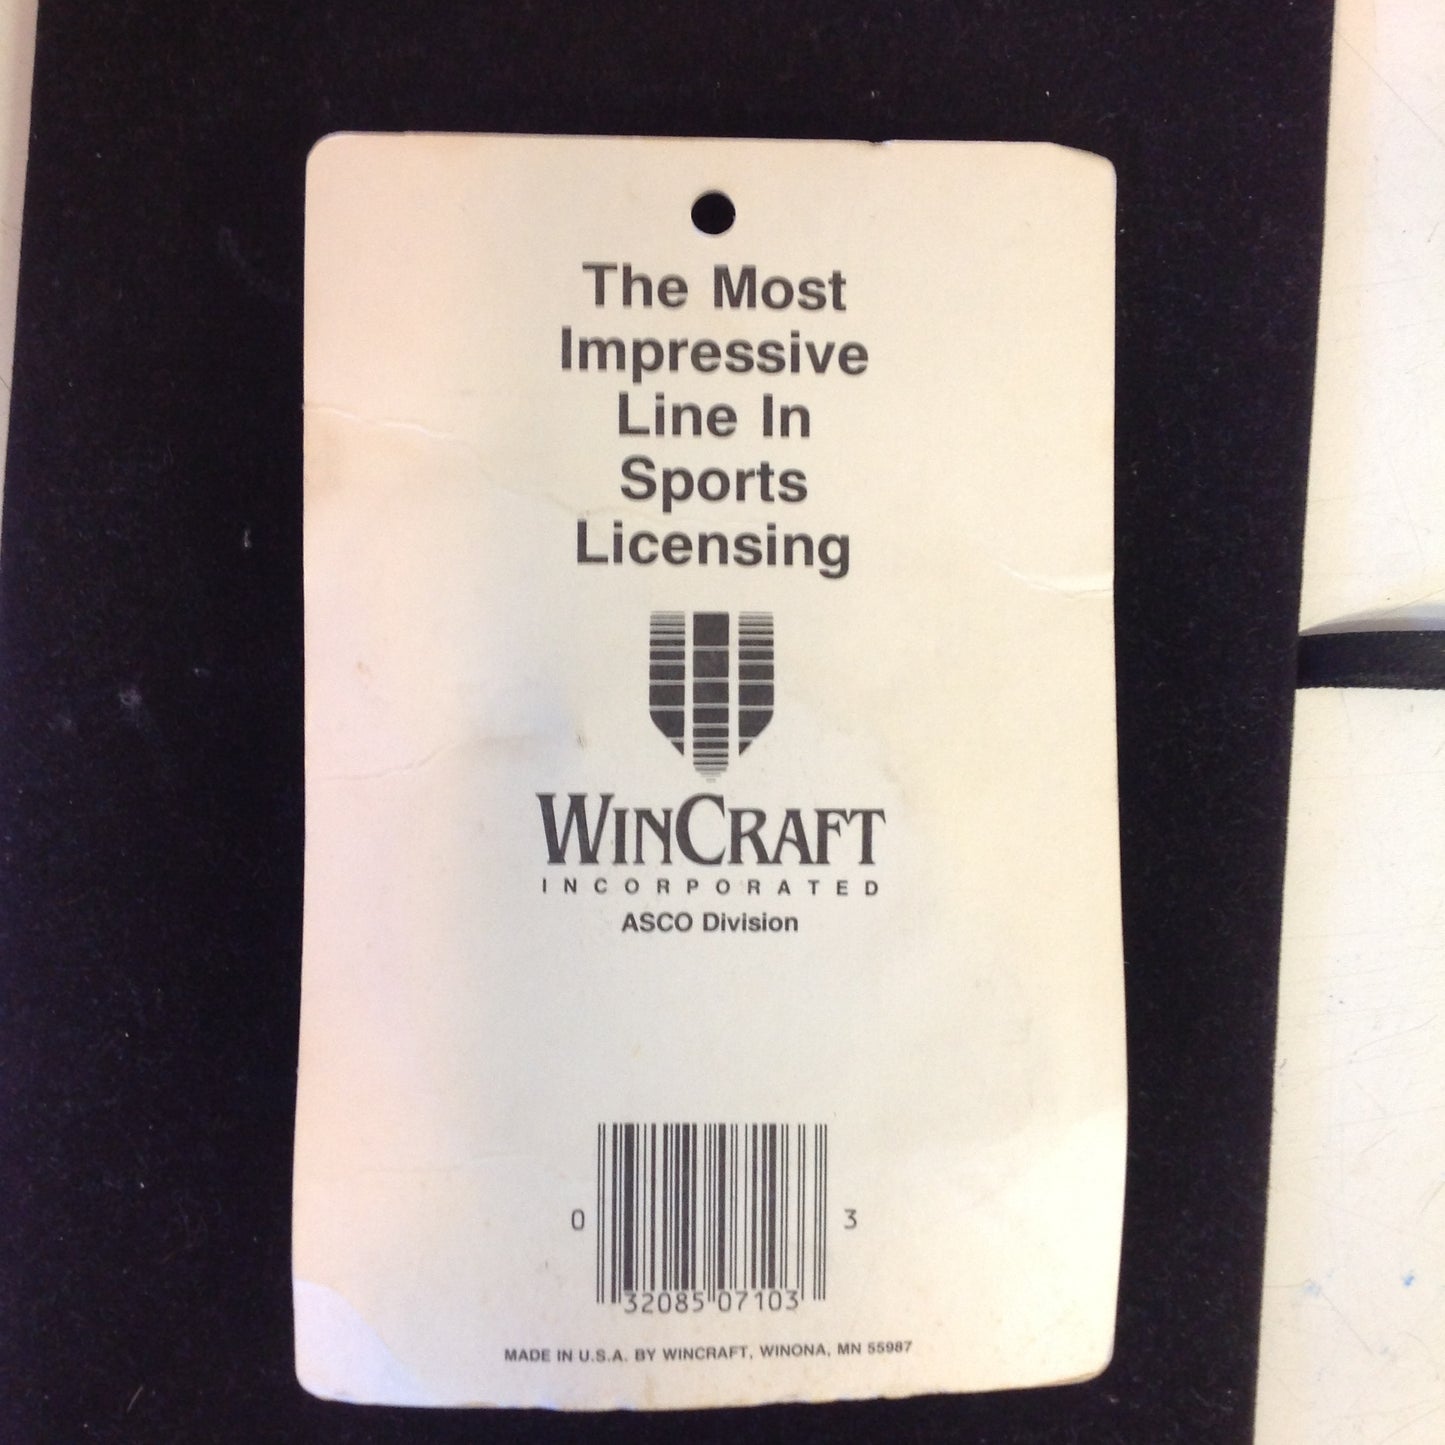 The Most
Impressive
Line In
Sports
Licensing
WINCRAFT
INCORPORATED
ASCO Division
0 32085 07103 3
MADE IN U.S.A. BY WINCRAFT, WINONA, MN 55987